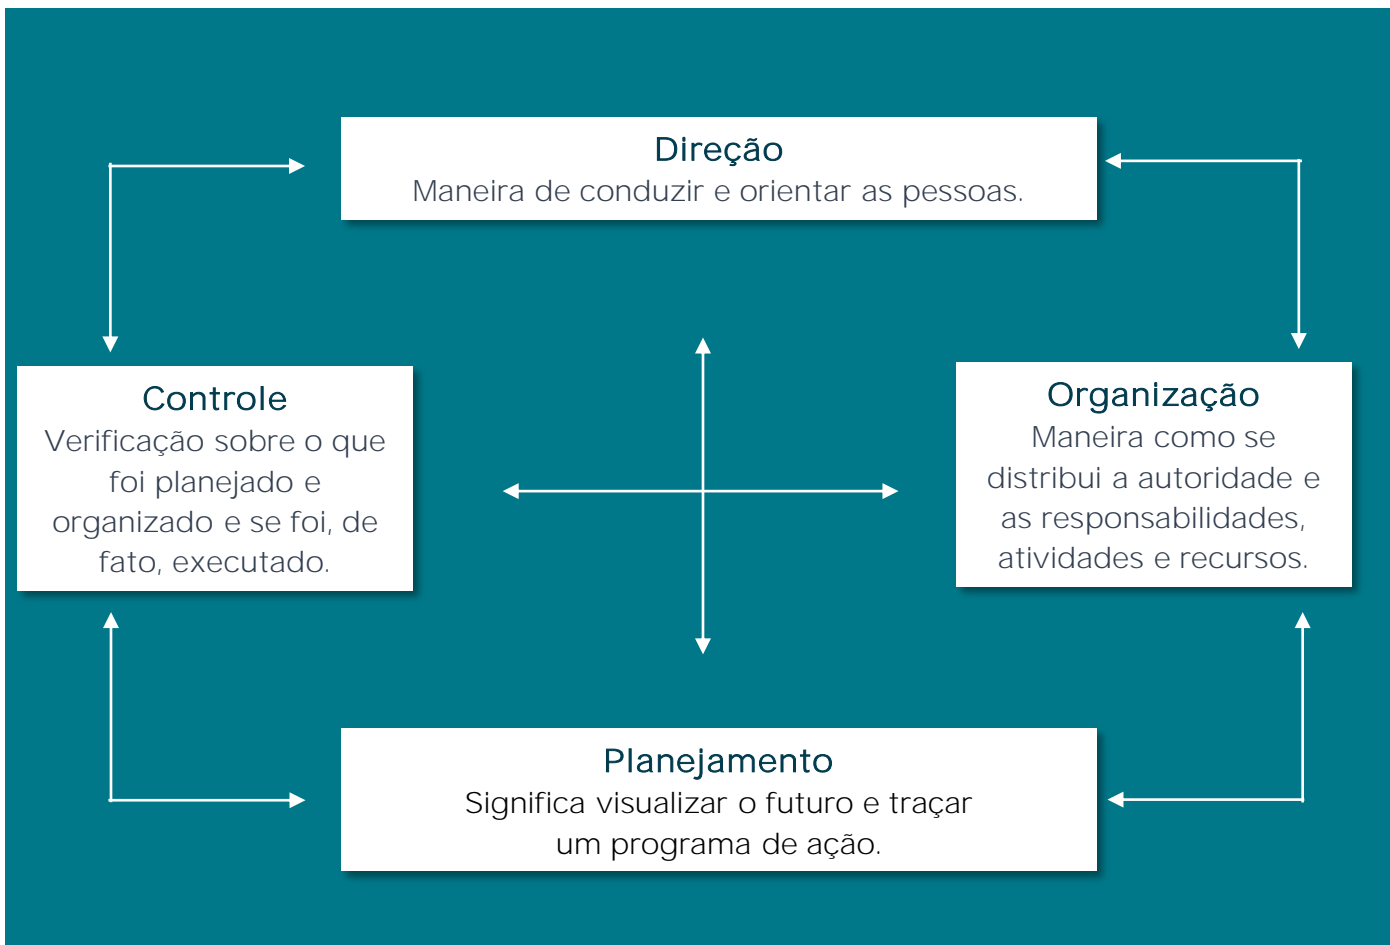 Direção
Maneira de conduzir e orientar as pessoas.
Controle
Verificação sobre o que
foi planejado e
organizado e se foi, de
fato, executado.
Organização
Maneira como se
distribui a autoridade e
as responsabilidades,
atividades e recursos.
Planejamento
Significa visualizar o futuro e traçar
um programa de ação.